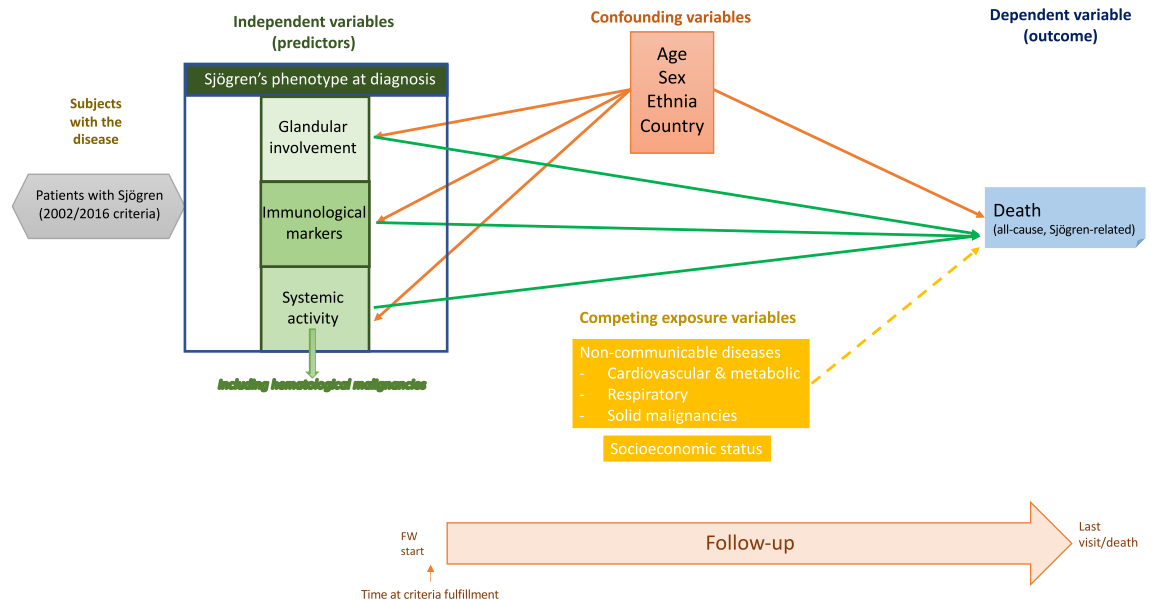 Independent variables
(predictors)
Confounding variables
Dependent variable
(outcome)
Subjects
with the
disease
Sjögren's phenotype at diagnosis
Glandular
involvement
Immunological
markers
Systemic
activity
Including hematological malignancies
Patients with Sjögren
(2002/2016 criteria)
Age
Sex
Ethnia
Country
Death
(all-cause, Sjögren-related)
Competing exposure variables
Non-communicable diseases
- Cardiovascular & metabolic
- Respiratory
- Solid malignancies
Socioeconomic status
FW
start
Follow-up
Last
visit/death
Time at criteria fulfillment